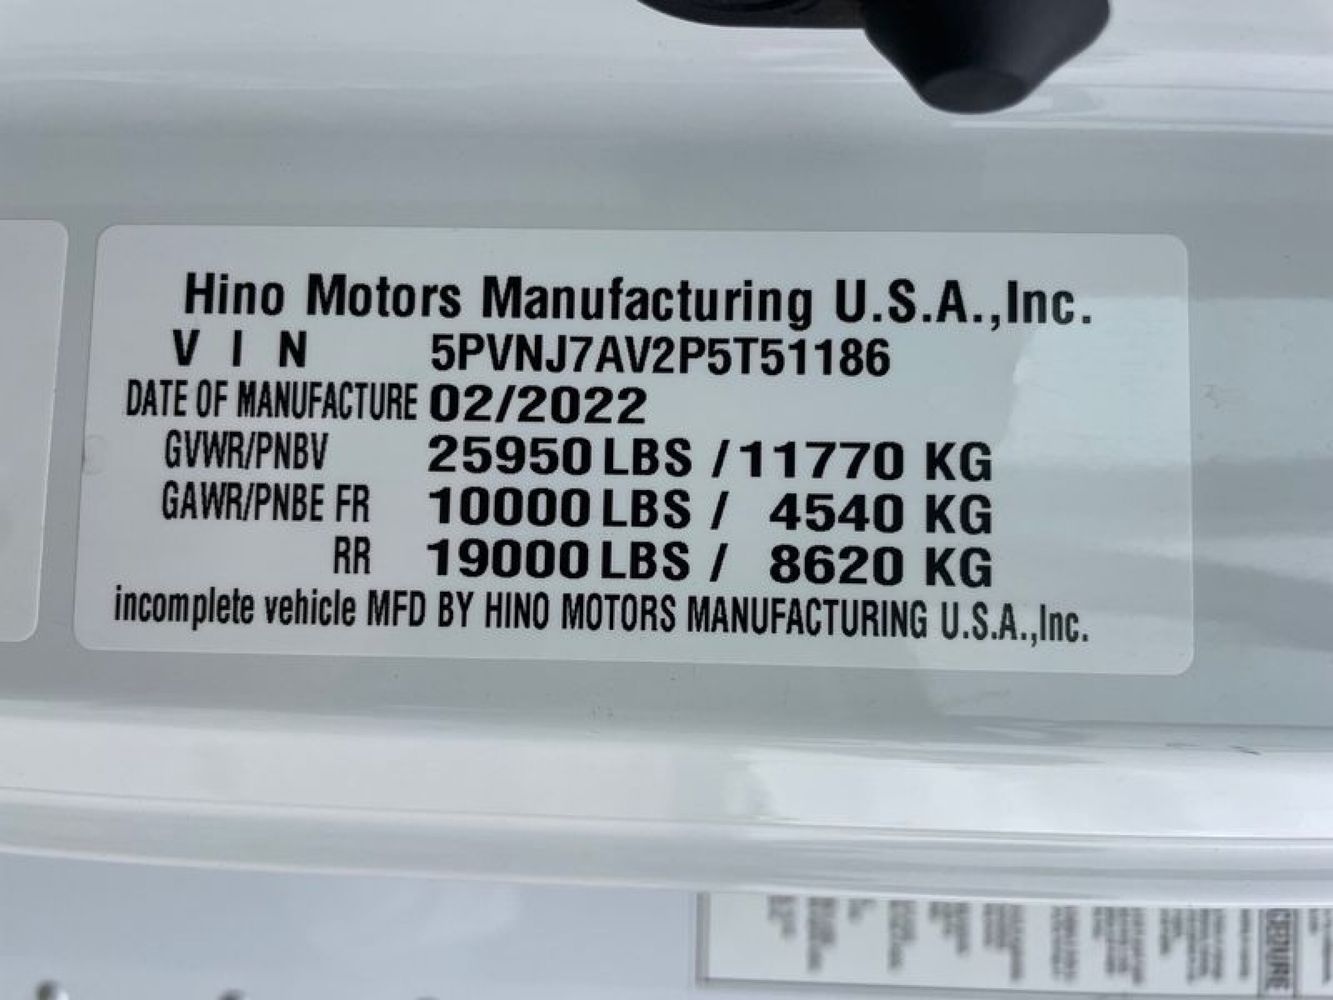 Hino Motors Manufacturing U.S.A.,Inc.
V I N 5PVNJ7AV2P5T51186
DATE OF MANUFACTURE 02/2022
GVWR/PNBV 25950 LBS / 11770 KG
GAWR/PNBE FR 10000 LBS / 4540 KG
RR 19000 LBS / 8620 KG
incomplete vehicle MFD BY HINO MOTORS MANUFACTURING U.S.A.,Inc.